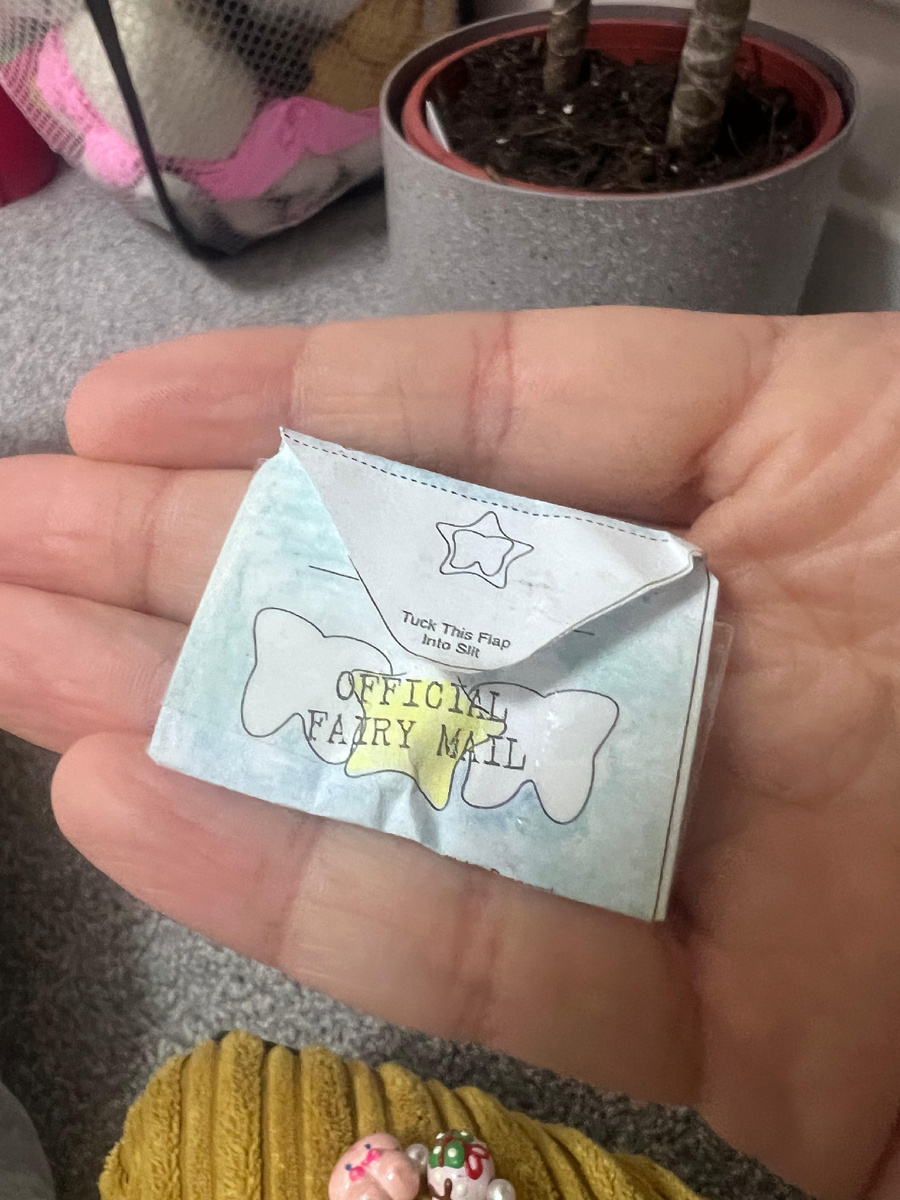 Tuck This Flap
Into Slit
OFFICIAL
FAIRY MAIL